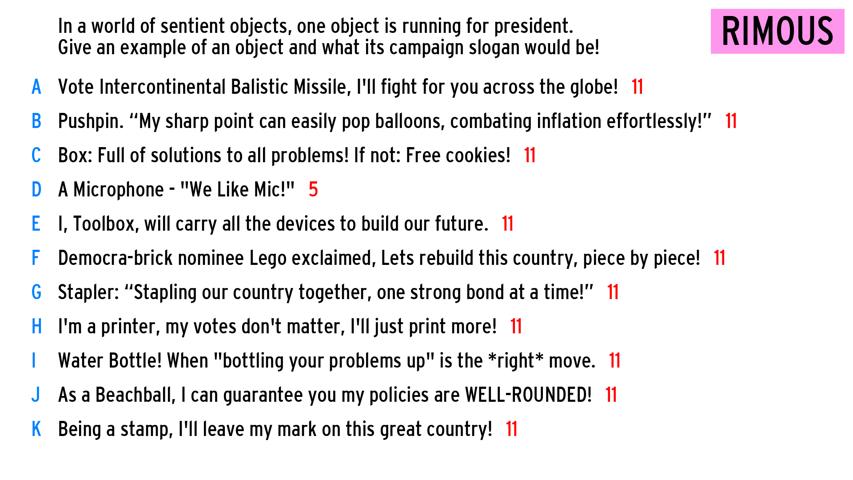 In a world of sentient objects, one object is running for president.
Give an example of an object and what its campaign slogan would be!
RIMOUS
A Vote Intercontinental Balistic Missile, I'll fight for you across the globe! 11
B Pushpin. “My sharp point can easily pop balloons, combating inflation effortlessly!” 11
C Box: Full of solutions to all problems! If not: Free cookies! 11
D A Microphone - "We Like Mic!" 5
E I, Toolbox, will carry all the devices to build our future. 11
F Democra-brick nominee Lego exclaimed, Lets rebuild this country, piece by piece! 11
G Stapler: “Stapling our country together, one strong bond at a time!” 11
H I'm a printer, my votes don't matter, I'll just print more! 11
I Water Bottle! When "bottling your problems up" is the *right* move. 11
J As a Beachball, I can guarantee you my policies are WELL-ROUNDED! 11
K Being a stamp, I'll leave my mark on this great country! 11